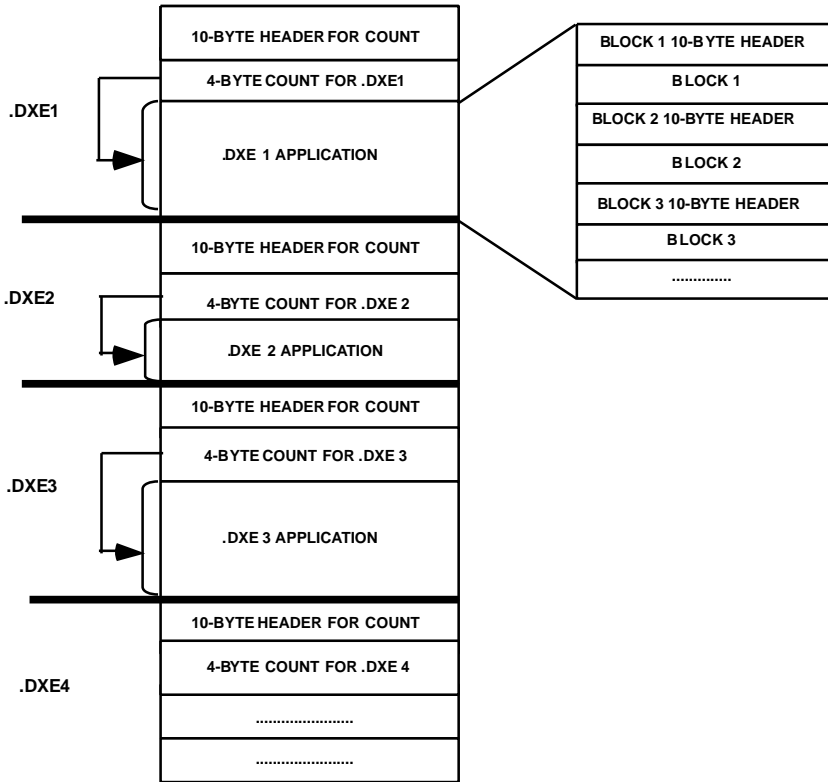 10-BYTE HEADER FOR COUNT
4-BYTE COUNT FOR .DXE1
.DXE1
.DXE 1 APPLICATION
10-BYTE HEADER FOR COUNT
.DXE2
4-BYTE COUNT FOR .DXE 2
.DXE 2 APPLICATION
10-BYTE HEADER FOR COUNT
4-BYTE COUNT FOR .DXE 3
.DXE3
.DXE 3 APPLICATION
10-BYTE HEADER FOR COUNT
4-BYTE COUNT FOR .DXE 4
.DXE4
.......................
.......................
BLOCK 1 10-BYTE HEADER
BLOCK 1
BLOCK 2 10-BYTE HEADER
BLOCK 2
BLOCK 3 10-BYTE HEADER
BLOCK 3
..............